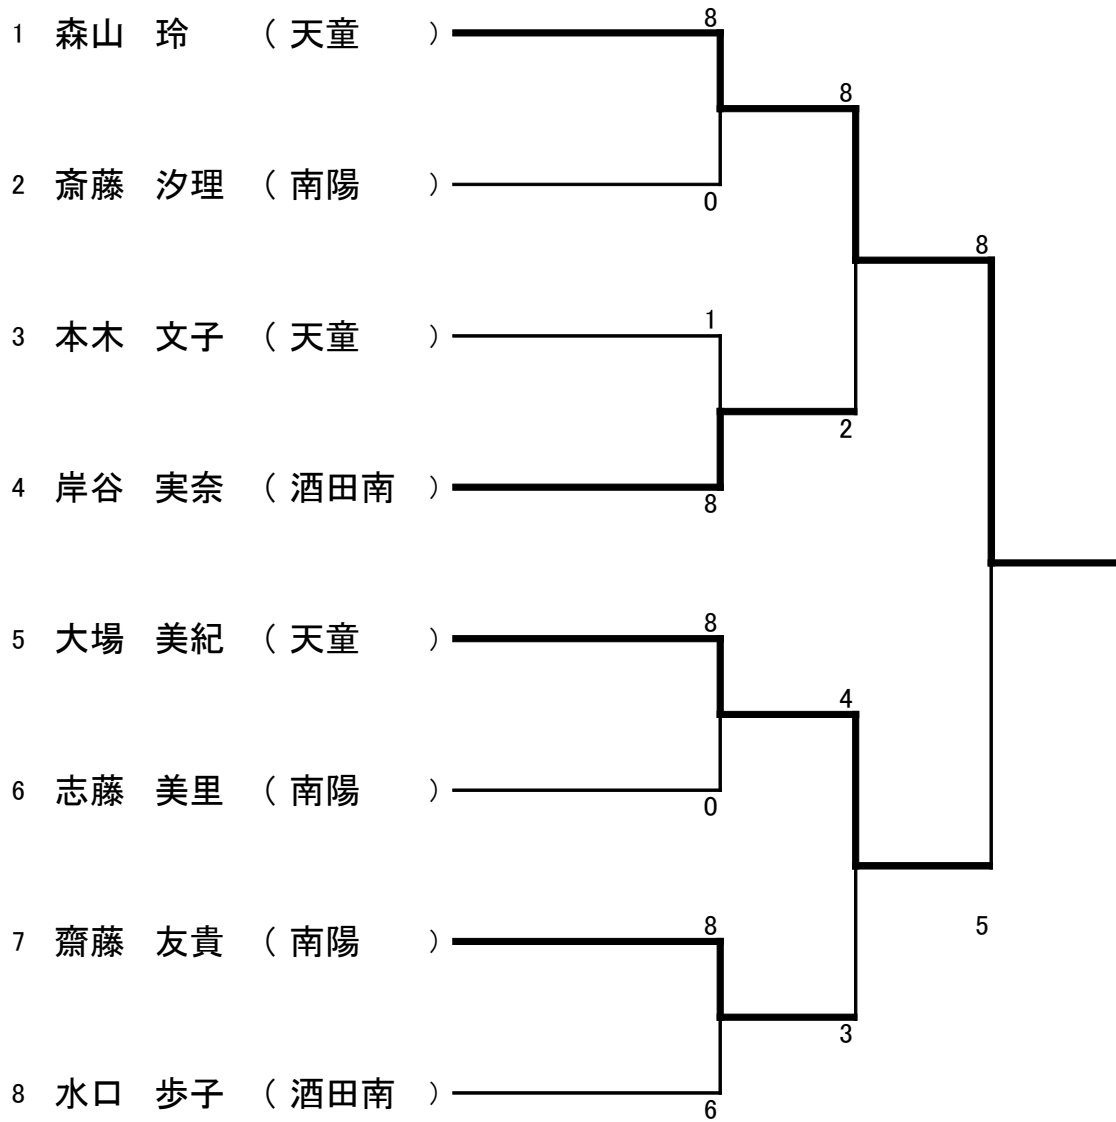 8
1 森山 玲 ( 天童 )
8
2 斎藤 汐理 ( 南陽 )
0
8
1
3 本木 文子 ( 天童 )
2
4 岸谷 実奈 ( 酒田南 )
8
8
5 大場 美紀 ( 天童 )
4
6 志藤 美里 ( 南陽 )
0
8
5
7 齋藤 友貴 ( 南陽 )
3
8 水口 歩子 ( 酒田南 )
6